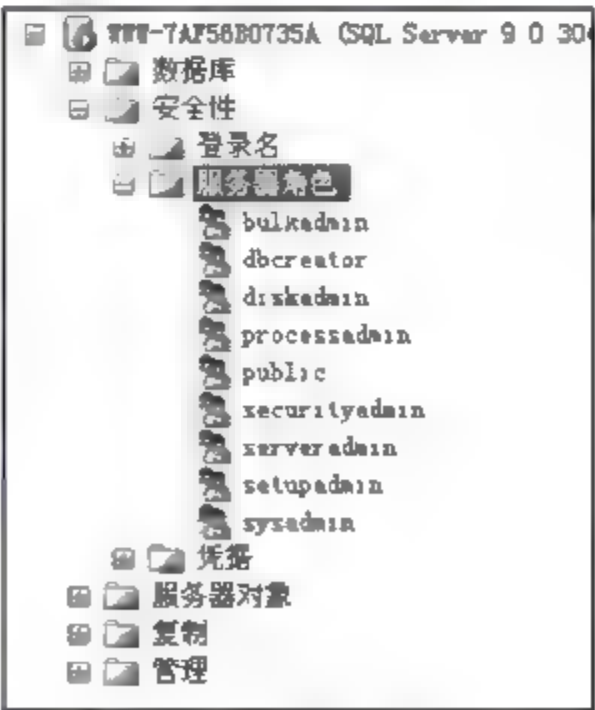 WWW-7AF56B0735A (SQL Server 9 0 30
数据库
安全性
登录名
服务器角色
bulkadmin
dbcreator
diskadmin
processadmin
public
securityadmin
serveradmin
setupadmin
sysadmin
凭据
服务器对象
复制
管理